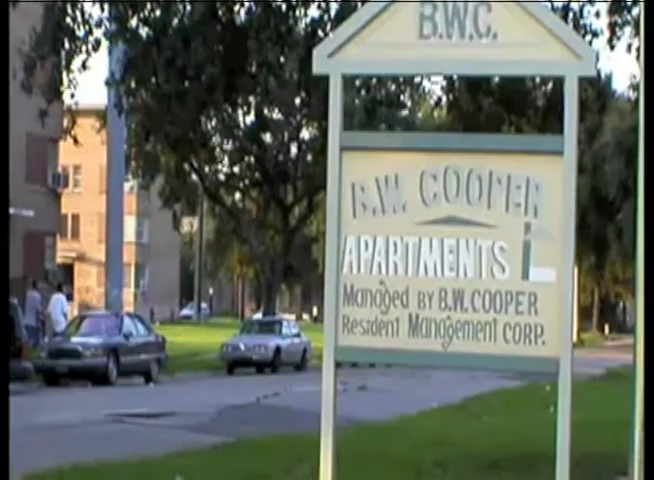 B.W.C.
B.W. COOPER
APARTMENTS
Managed BY B.W. COOPER
Resident Management CORP.